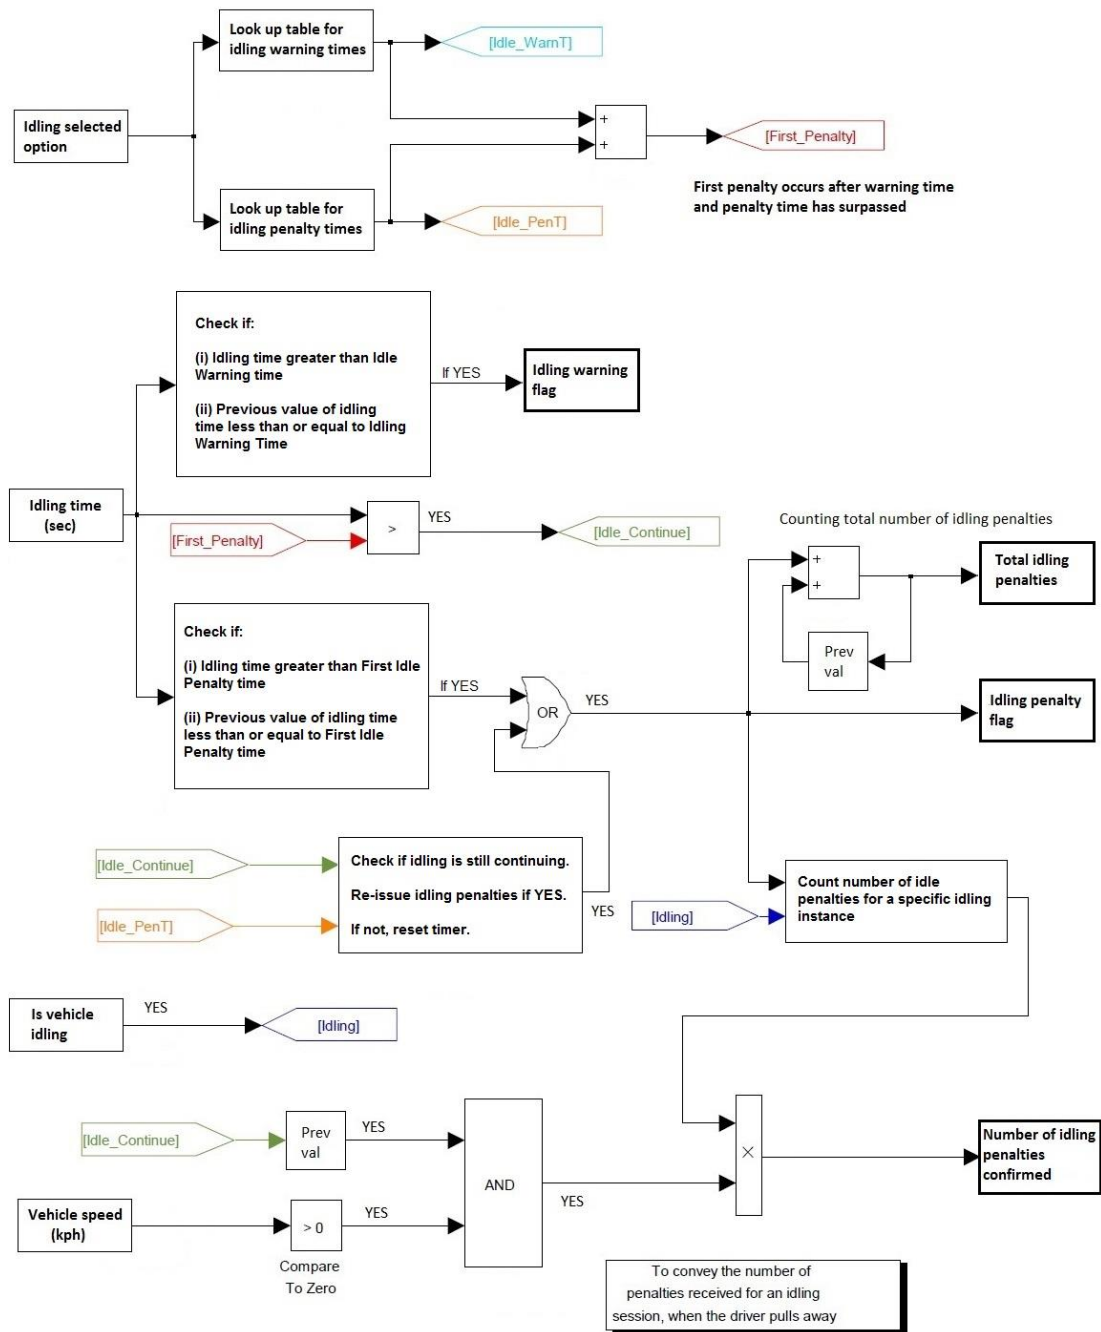 Look up table for
idling warning times
[Idle_WarnT]
Idling selected
option
+
+
[First_Penalty]
First penalty occurs after warning time
and penalty time has surpassed
Look up table for
idling penalty times
[Idle_PenT]
Check if:
(i) Idling time greater than Idle
Warning time
(ii) Previous value of idling
time less than or equal to Idling
Warning Time
If YES
Idling warning
flag
Idling time
(sec)
[First_Penalty]
>
YES
[Idle_Continue]
Counting total number of idling penalties
+
+
Total idling
penalties
Prev
val
Check if:
(i) Idling time greater than First Idle
Penalty time
(ii) Previous value of idling time
less than or equal to First Idle
Penalty time
If YES
OR
YES
Idling penalty
flag
[Idle_Continue]
[Idle_PenT]
Check if idling is still continuing.
Re-issue idling penalties if YES.
If not, reset timer.
YES
[Idling]
Count number of idle
penalties for a specific idling
instance
Is vehicle
idling
YES
[Idling]
[Idle_Continue]
Prev
val
YES
AND
YES
×
Number of idling
penalties
confirmed
Vehicle speed
(kph)
> 0
YES
Compare
To Zero
To convey the number of
penalties received for an idling
session, when the driver pulls away